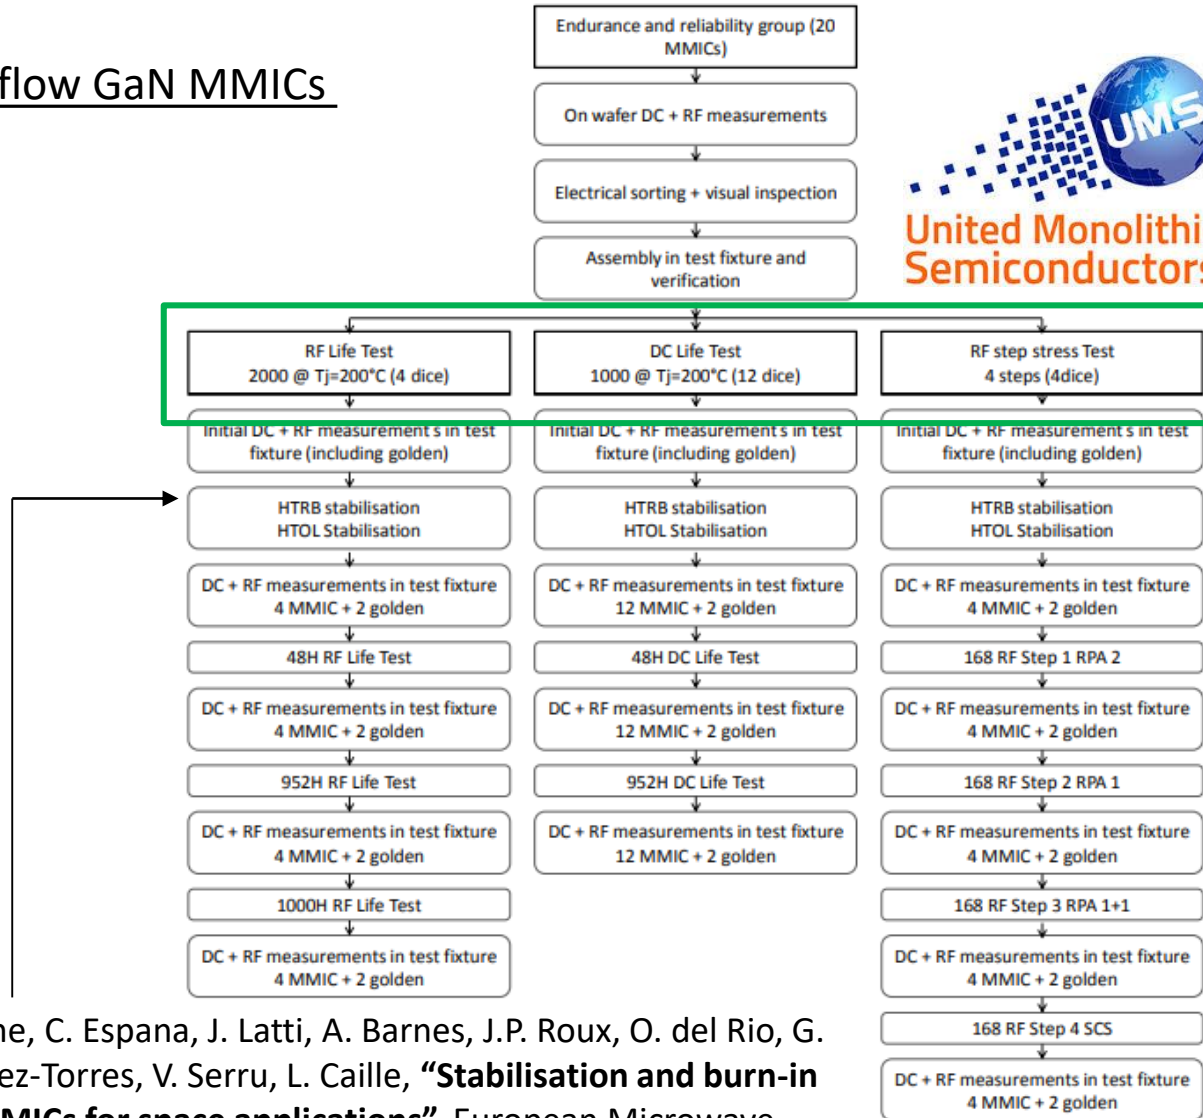 flow GaN MMICs
Endurance and reliability group (20
MMICs)
On wafer DC + RF measurements
Electrical sorting + visual inspection
Assembly in test fixture and
verification
UMS
United Monolithi
Semiconductors
RF Life Test
2000 @ Tj=200°C (4 dice)
Initial DC + RF measurement's in test
fixture (including golden)
HTRB stabilisation
HTOL Stabilisation
DC + RF measurements in test fixture
4 MMIC + 2 golden
48H RF Life Test
DC + RF measurements in test fixture
4 MMIC + 2 golden
952H RF Life Test
DC + RF measurements in test fixture
4 MMIC + 2 golden
1000H RF Life Test
DC + RF measurements in test fixture
4 MMIC + 2 golden
DC Life Test
1000 @ Tj=200°C (12 dice)
Initial DC + RF measurement's in test
fixture (including golden)
HTRB stabilisation
HTOL Stabilisation
DC + RF measurements in test fixture
12 MMIC + 2 golden
48H DC Life Test
DC + RF measurements in test fixture
12 MMIC + 2 golden
952H DC Life Test
DC + RF measurements in test fixture
12 MMIC + 2 golden
RF step stress Test
4 steps (4dice)
Initial DC + RF measurement's in test
fixture (including golden)
HTRB stabilisation
HTOL Stabilisation
DC + RF measurements in test fixture
4 MMIC + 2 golden
168 RF Step 1 RPA 2
DC + RF measurements in test fixture
4 MMIC + 2 golden
168 RF Step 2 RPA 1
DC + RF measurements in test fixture
4 MMIC + 2 golden
168 RF Step 3 RPA 1+1
DC + RF measurements in test fixture
4 MMIC + 2 golden
168 RF Step 4 SCS
DC + RF measurements in test fixture
4 MMIC + 2 golden
ne, C. Espana, J. Latti, A. Barnes, J.P. Roux, O. del Rio, G.
ez-Torres, V. Serru, L. Caille, “Stabilisation and burn-in
MICs for space applications”, European Microwave